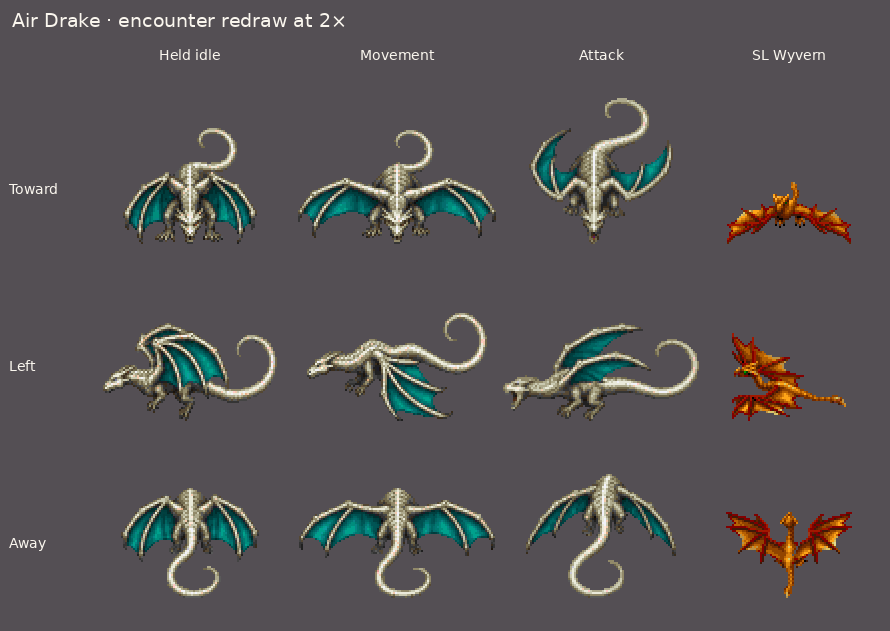 Air Drake · encounter redraw at 2×
Held idle
Movement
Attack
SL Wyvern
Toward
Left
Away